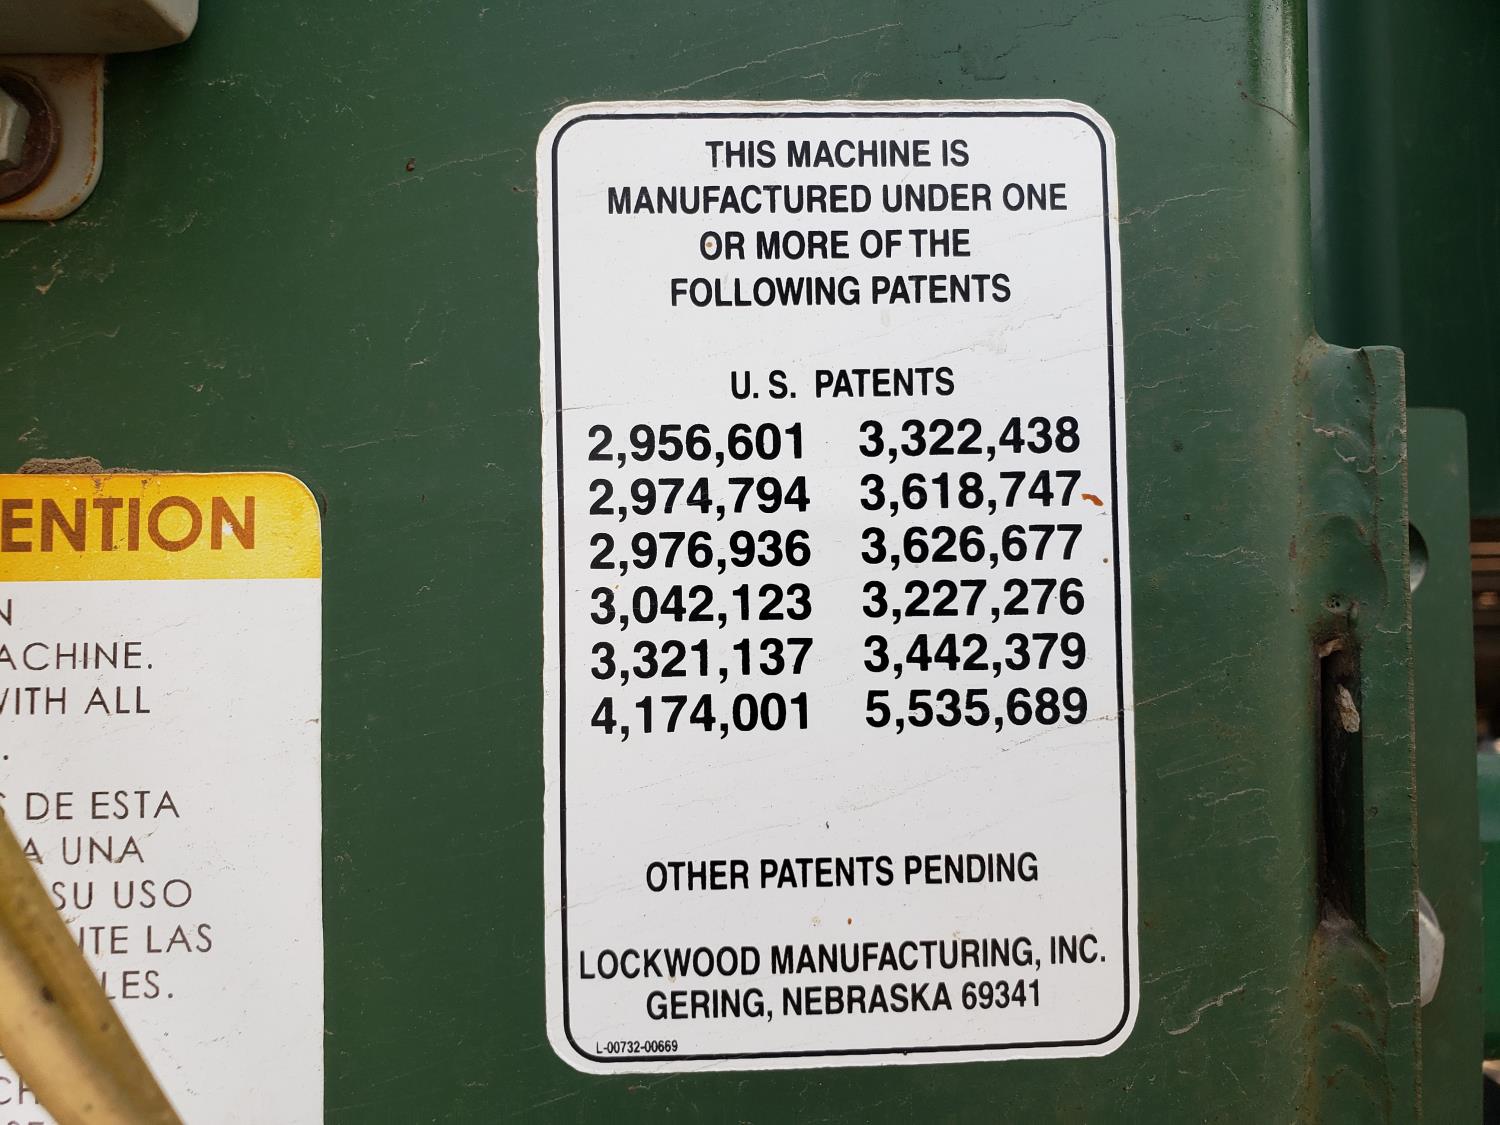 THIS MACHINE IS
MANUFACTURED UNDER ONE
OR MORE OF THE
FOLLOWING PATENTS
U. S. PATENTS
2,956,601 3,322,438
2,974,794 3,618,747
2,976,936 3,626,677
3,042,123 3,227,276
3,321,137 3,442,379
4,174,001 5,535,689
OTHER PATENTS PENDING
LOCKWOOD MANUFACTURING, INC.
GERING, NEBRASKA 69341
L-00732-00669
ENTION
N
ACHINE.
WITH ALL
.
S DE ESTA
A UNA
SU USO
NTE LAS
LES.
CH